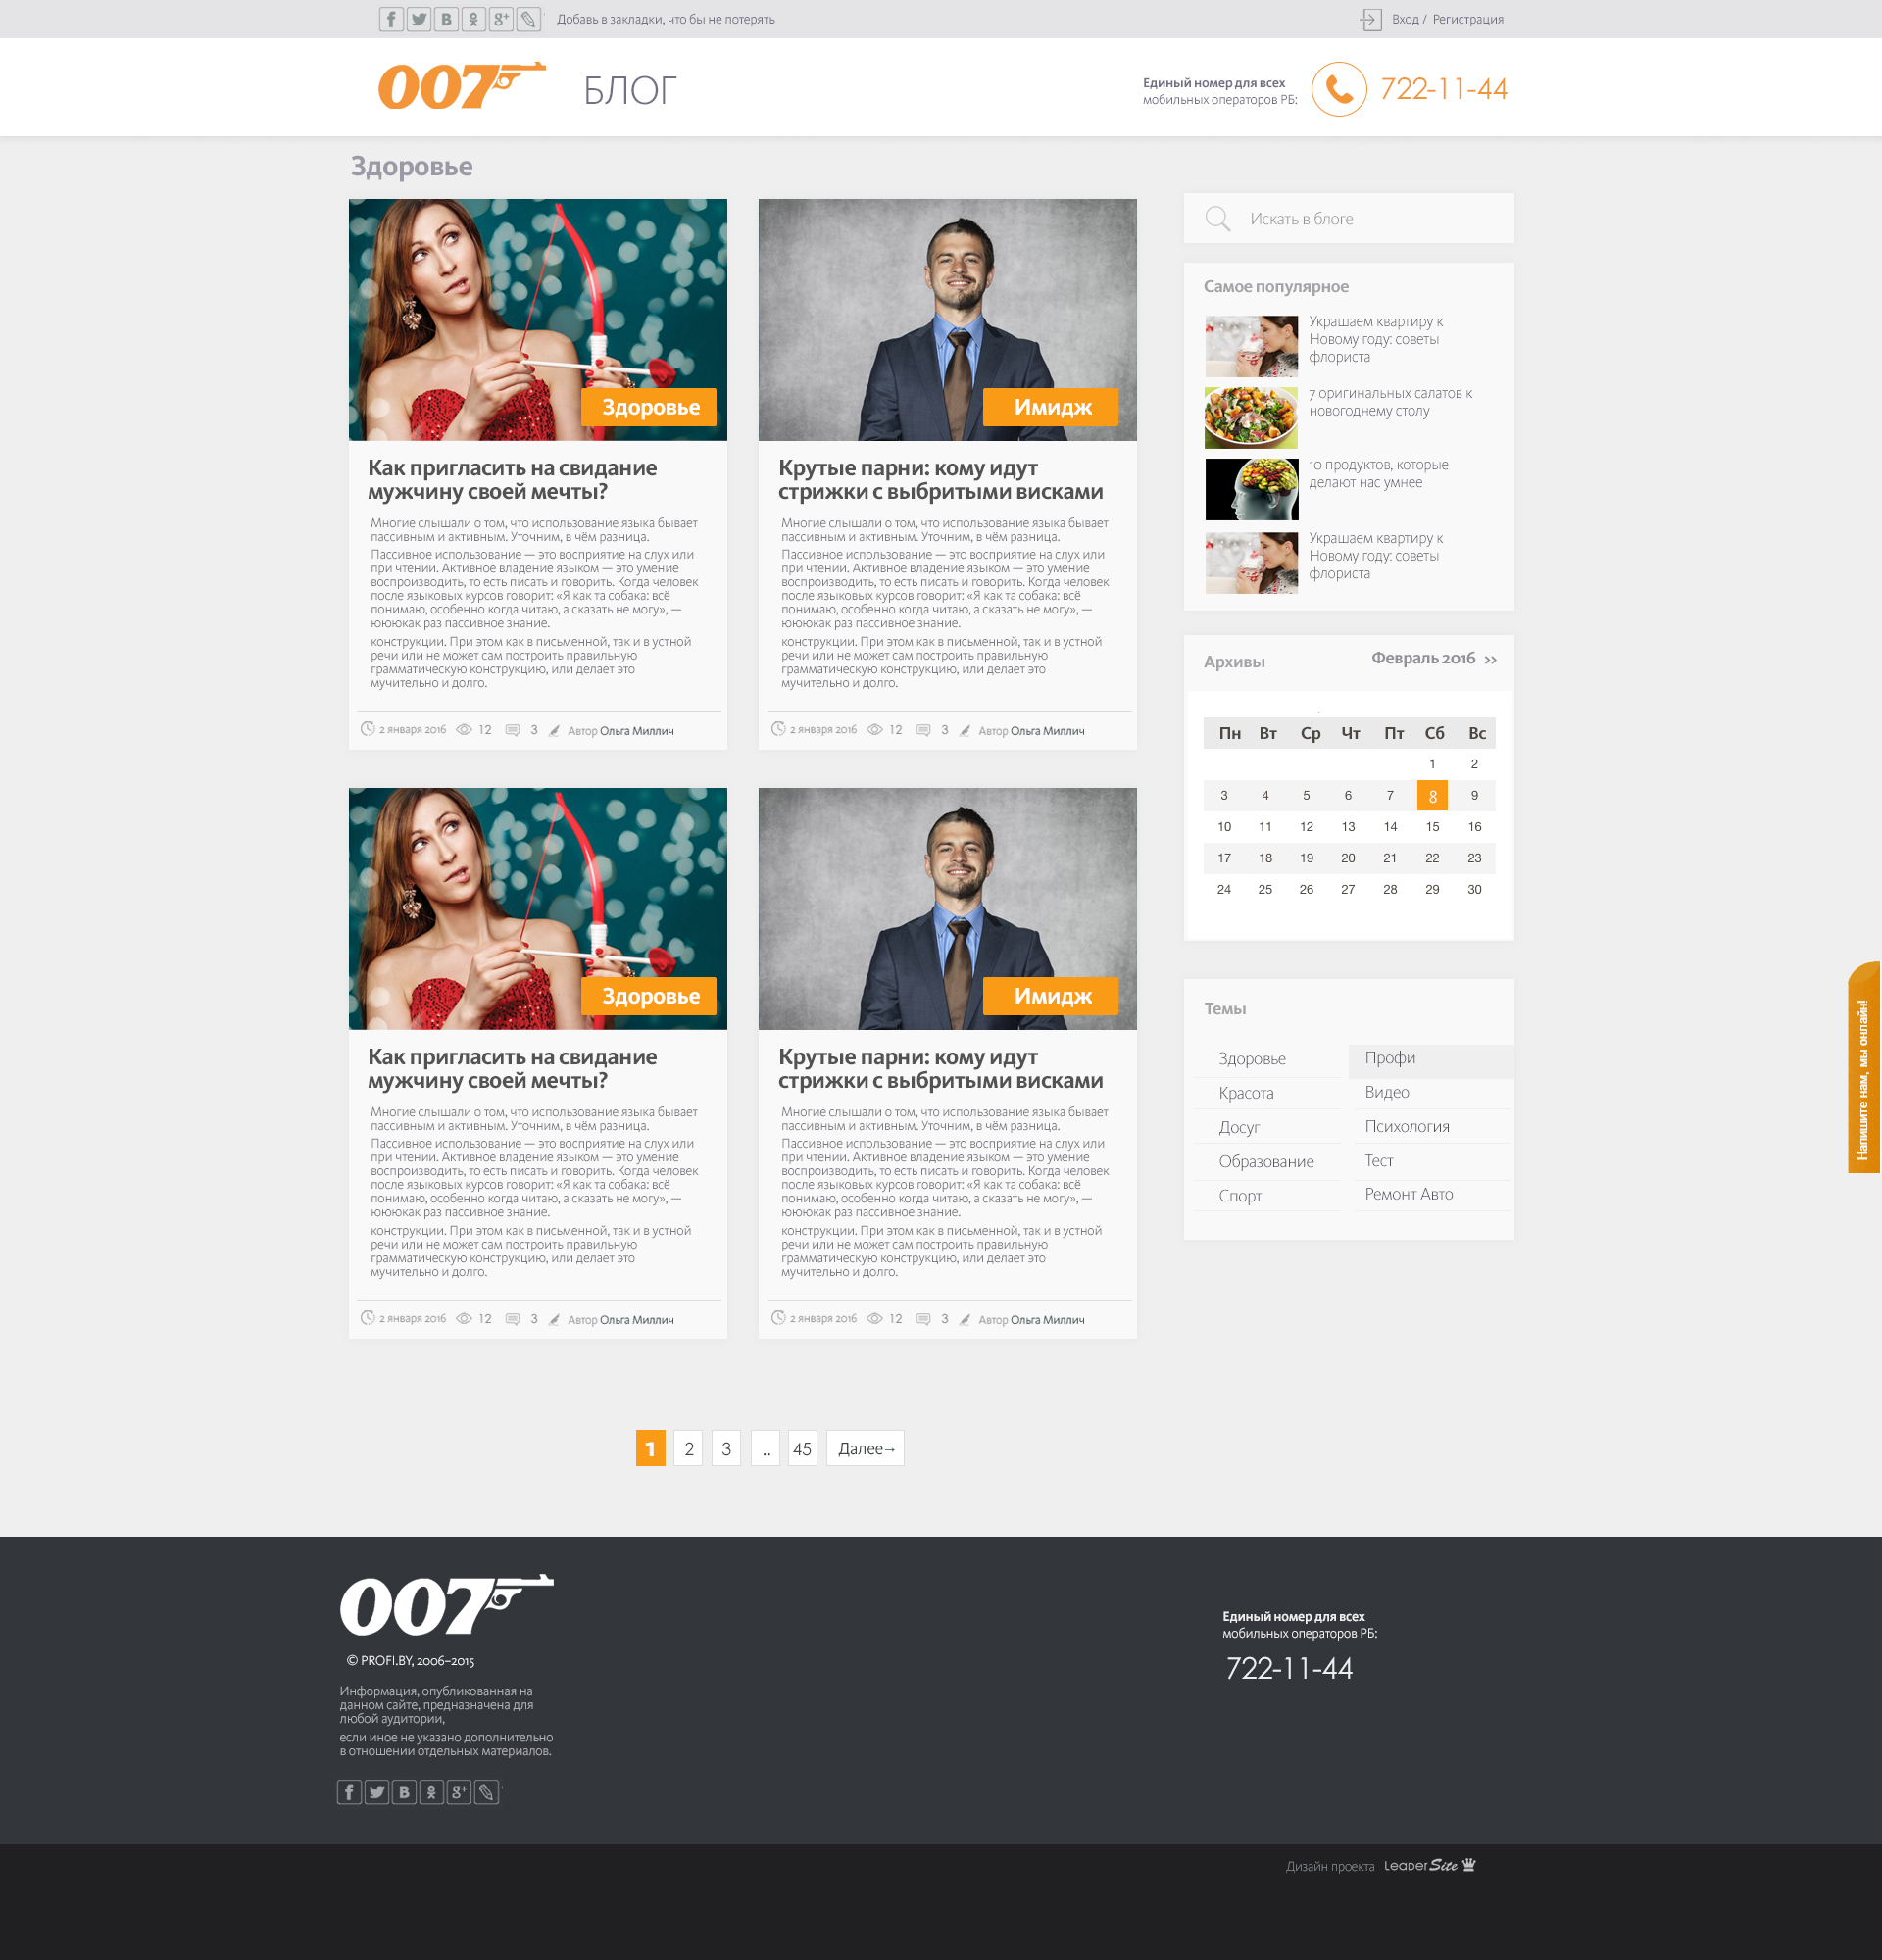 Добавь в закладки, что бы не потерять
Вход / Регистрация
007
БЛОГ
Единый номер для всех
мобильных операторов РБ:
722-11-44
Здоровье
Здоровье
Как пригласить на свидание
мужчину своей мечты?
Многие слышали о том, что использование языка бывает
пассивным и активным. Уточним, в чём разница.
Пассивное использование — это восприятие на слух или
при чтении. Активное владение языком — это умение
воспроизводить, то есть писать и говорить. Когда человек
после языковых курсов говорит: «Я как та собака: всё
понимаю, особенно когда читаю, а сказать не могу», —
юююкак раз пассивное знание.
конструкции. При этом как в письменной, так и в устной
речи или не может сам построить правильную
грамматическую конструкцию, или делает это
мучительно и долго.
2 января 2016 12 3 Автор Ольга Миллич
Имидж
Крутые парни: кому идут
стрижки с выбритыми висками
Многие слышали о том, что использование языка бывает
пассивным и активным. Уточним, в чём разница.
Пассивное использование — это восприятие на слух или
при чтении. Активное владение языком — это умение
воспроизводить, то есть писать и говорить. Когда человек
после языковых курсов говорит: «Я как та собака: всё
понимаю, особенно когда читаю, а сказать не могу», —
юююкак раз пассивное знание.
конструкции. При этом как в письменной, так и в устной
речи или не может сам построить правильную
грамматическую конструкцию, или делает это
мучительно и долго.
2 января 2016 12 3 Автор Ольга Миллич
Здоровье
Как пригласить на свидание
мужчину своей мечты?
Многие слышали о том, что использование языка бывает
пассивным и активным. Уточним, в чём разница.
Пассивное использование — это восприятие на слух или
при чтении. Активное владение языком — это умение
воспроизводить, то есть писать и говорить. Когда человек
после языковых курсов говорит: «Я как та собака: всё
понимаю, особенно когда читаю, а сказать не могу», —
юююкак раз пассивное знание.
конструкции. При этом как в письменной, так и в устной
речи или не может сам построить правильную
грамматическую конструкцию, или делает это
мучительно и долго.
2 января 2016 12 3 Автор Ольга Миллич
Имидж
Крутые парни: кому идут
стрижки с выбритыми висками
Многие слышали о том, что использование языка бывает
пассивным и активным. Уточним, в чём разница.
Пассивное использование — это восприятие на слух или
при чтении. Активное владение языком — это умение
воспроизводить, то есть писать и говорить. Когда человек
после языковых курсов говорит: «Я как та собака: всё
понимаю, особенно когда читаю, а сказать не могу», —
юююкак раз пассивное знание.
конструкции. При этом как в письменной, так и в устной
речи или не может сам построить правильную
грамматическую конструкцию, или делает это
мучительно и долго.
2 января 2016 12 3 Автор Ольга Миллич
Искать в блоге
Самое популярное
Украшаем квартиру к
Новому году: советы
флориста
7 оригинальных салатов к
новогоднему столу
10 продуктов, которые
делают нас умнее
Украшаем квартиру к
Новому году: советы
флориста
Архивы
Февраль 2016 >>
Пн Вт Ср Чт Пт Сб Вс
1 2
3 4 5 6 7 8 9
10 11 12 13 14 15 16
17 18 19 20 21 22 23
24 25 26 27 28 29 30
Темы
Здоровье
Красота
Досуг
Образование
Спорт
Профи
Видео
Психология
Тест
Ремонт Авто
Напишите нам, мы онлайн!
1 2 3 .. 45 Далее→
007
© PROFI.BY, 2006–2015
Информация, опубликованная на
данном сайте, предназначена для
любой аудитории,
если иное не указано дополнительно
в отношении отдельных материалов.
Единый номер для всех
мобильных операторов РБ:
722-11-44
Дизайн проекта Leader Site